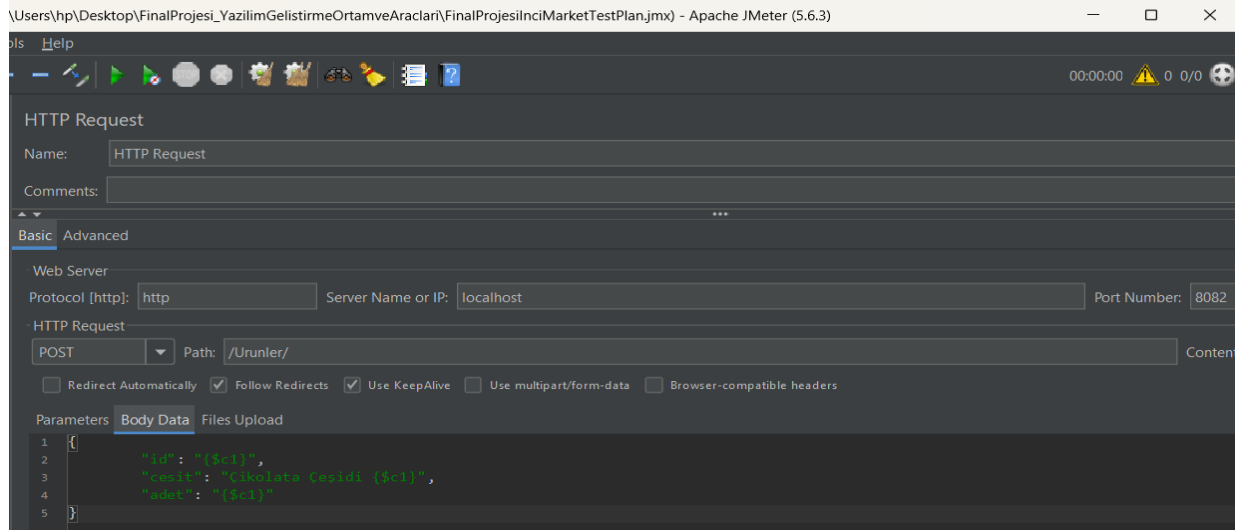 \Users\hp\Desktop\FinalProjesi_YazilimGelistirmeOrtamveAraclari\FinalProjesiInciMarketTestPlan.jmx) - Apache JMeter (5.6.3)
ols Help
00:00:00 0 0/0
HTTP Request
Name: HTTP Request
Comments:
Basic Advanced
Web Server
Protocol [http]: http Server Name or IP: localhost Port Number: 8082
HTTP Request
POST Path: /Urunler/ Conten
Redirect Automatically Follow Redirects Use KeepAlive Use multipart/form-data Browser-compatible headers
Parameters Body Data Files Upload
1 {
2 "id": "{$c1}",
3 "cesit": "Çikolata Çeşidi {$c1}",
4 "adet": "{$c1}"
5 }